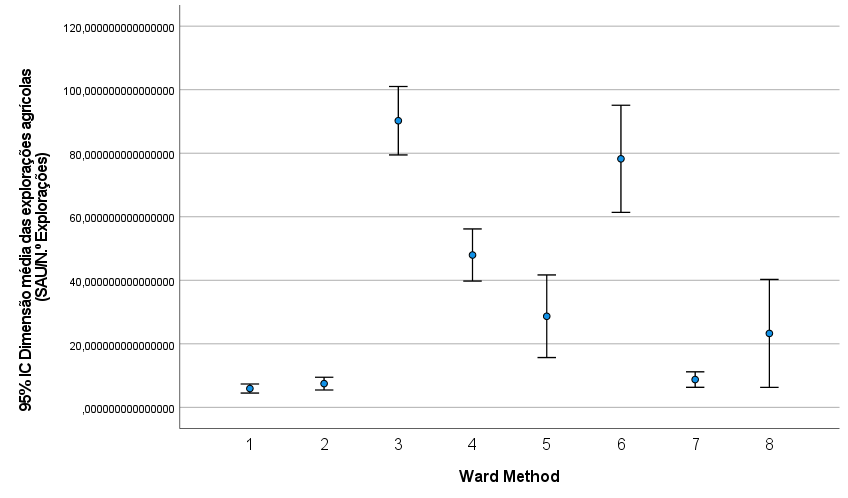 120,000000000000000
100,000000000000000
80,000000000000000
60,000000000000000
40,000000000000000
20,000000000000000
,000000000000000
95% IC Dimensão média das explorações agrícolas
(SAU/N.º Explorações)
1 2 3 4 5 6 7 8
Ward Method